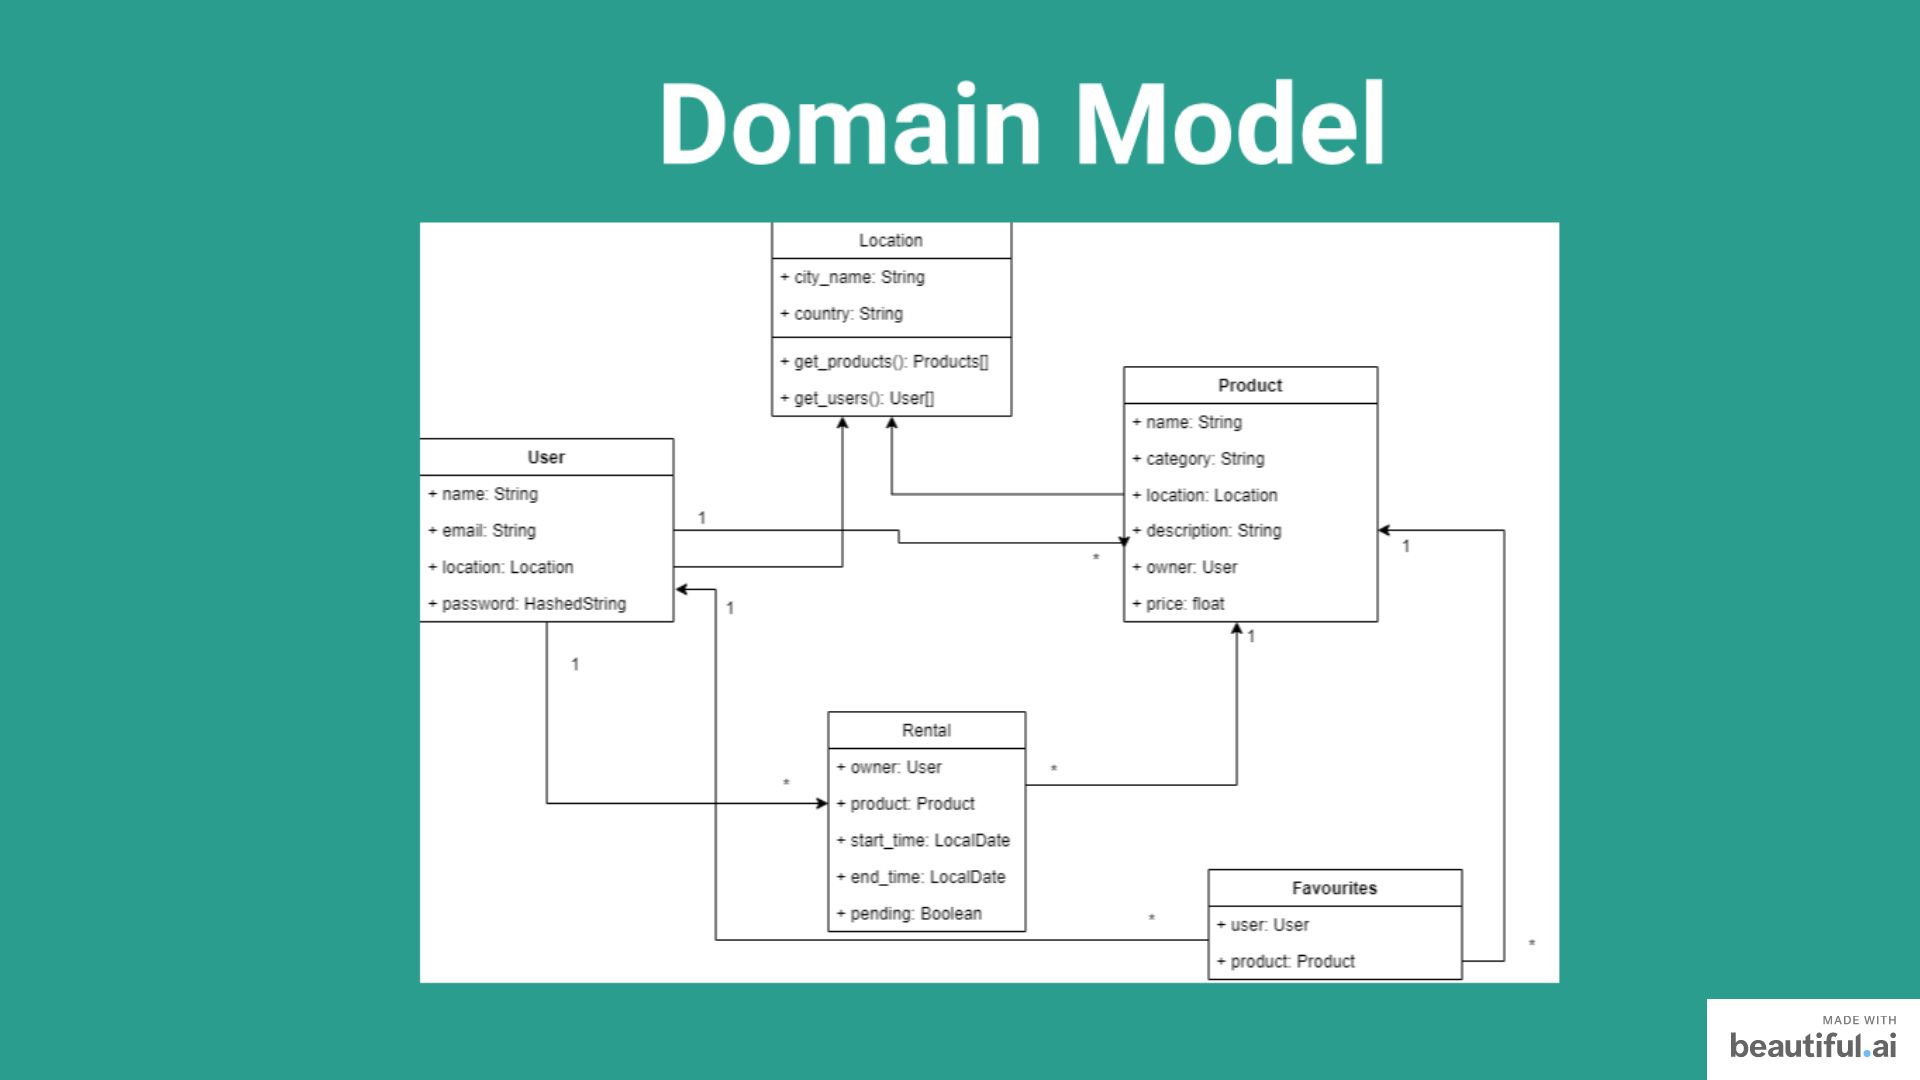 Domain Model
Location
+ city_name: String
+ country: String
+ get_products(): Products[]
+ get_users(): User[]
Product
+ name: String
+ category: String
+ location: Location
+ description: String
+ owner: User
+ price: float
User
+ name: String
+ email: String
+ location: Location
+ password: HashedString
1
*
1
1
1
1
*
*
Rental
+ owner: User
+ product: Product
+ start_time: LocalDate
+ end_time: LocalDate
+ pending: Boolean
*
*
Favourites
+ user: User
+ product: Product
MADE WITH
beautiful.ai